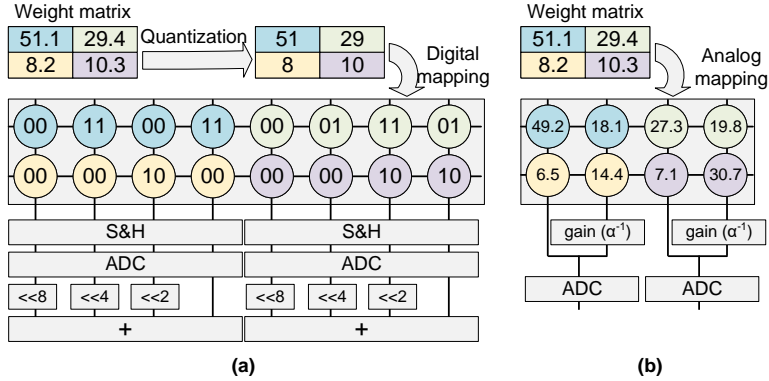 Weight matrix
51.1 29.4
8.2 10.3
Quantization
51 29
8 10
Digital
mapping
00 11 00 11 00 01 11 01
00 00 10 00 00 00 10 10
S&H S&H
ADC ADC
<<8 <<4 <<2 <<8 <<4 <<2
+ +
(a)
Weight matrix
51.1 29.4
8.2 10.3
Analog
mapping
49.2 18.1 27.3 19.8
6.5 14.4 7.1 30.7
gain (α⁻¹) gain (α⁻¹)
ADC ADC
(b)